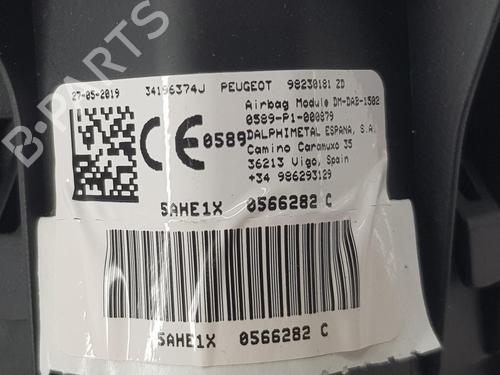 27-05-2019 34196374J PEUGEOT 98230181 ZD
Airbag Module DM-DAB-1502
0589-P1-000879
CE 0589 DALPHIMETAL ESPANA, S.A.
Camino Caramuxo 35
36213 Vigo, Spain
+34 986293129
5AHE1X 0566282 C
5AHE1X 0566282 C
B-PARTS